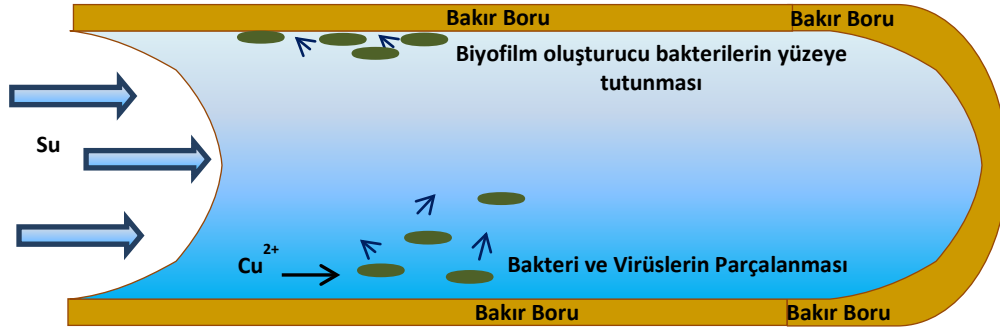 Bakır Boru Bakır Boru
Biyofilm oluşturucu bakterilerin yüzeye
tutunması
Su
Cu2+
Bakteri ve Virüslerin Parçalanması
Bakır Boru Bakır Boru